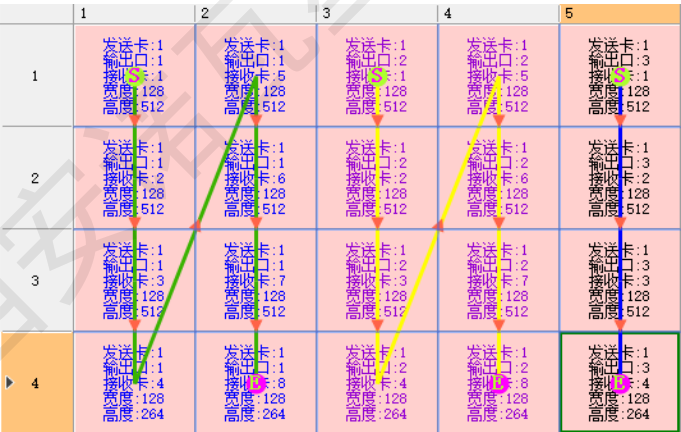 1 2 3 4 5
1
发送卡:1 发送卡:1 发送卡:1 发送卡:1 发送卡:1
输出口:1 输出口:1 输出口:2 输出口:2 输出口:3
接收卡:1 接收卡:5 接收卡:1 接收卡:5 接收卡:1
S S S
宽度:128 宽度:128 宽度:128 宽度:128 宽度:128
高度:512 高度:512 高度:512 高度:512 高度:512
2
发送卡:1 发送卡:1 发送卡:1 发送卡:1 发送卡:1
输出口:1 输出口:1 输出口:2 输出口:2 输出口:3
接收卡:2 接收卡:6 接收卡:2 接收卡:6 接收卡:2
宽度:128 宽度:128 宽度:128 宽度:128 宽度:128
高度:512 高度:512 高度:512 高度:512 高度:512
3
发送卡:1 发送卡:1 发送卡:1 发送卡:1 发送卡:1
输出口:1 输出口:1 输出口:2 输出口:2 输出口:3
接收卡:3 接收卡:7 接收卡:3 接收卡:7 接收卡:3
宽度:128 宽度:128 宽度:128 宽度:128 宽度:128
高度:512 高度:512 高度:512 高度:512 高度:512
4
发送卡:1 发送卡:1 发送卡:1 发送卡:1 发送卡:1
输出口:1 输出口:1 输出口:2 输出口:2 输出口:3
接收卡:4 接收卡:8 接收卡:4 接收卡:8 接收卡:4
E E E
宽度:128 宽度:128 宽度:128 宽度:128 宽度:128
高度:264 高度:264 高度:264 高度:264 高度:264